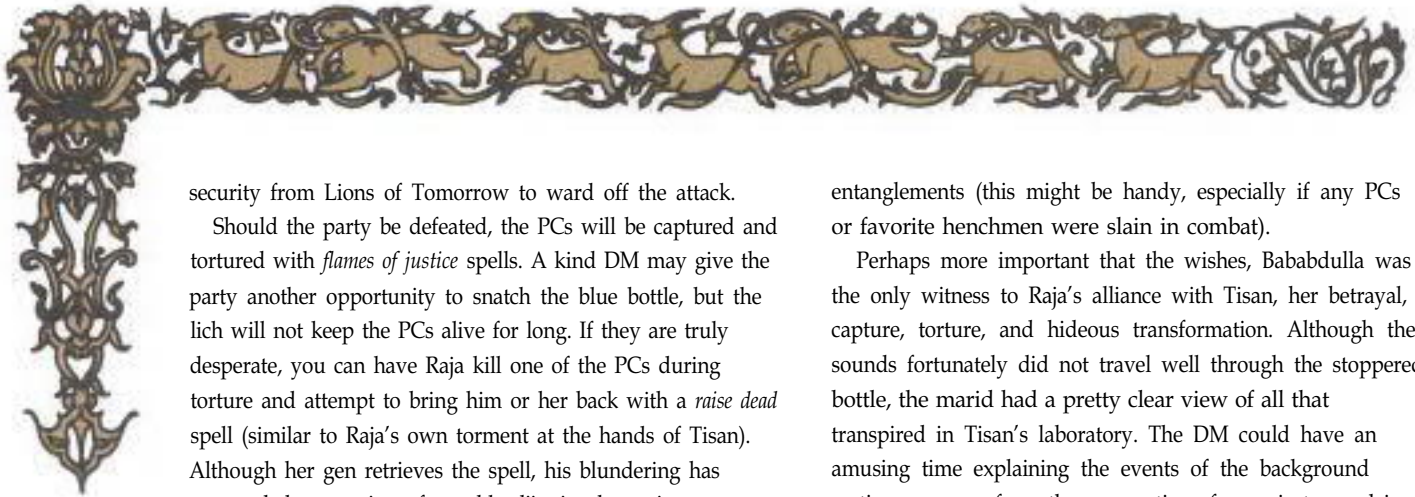 security from Lions of Tomorrow to ward off the attack.
Should the party be defeated, the PCs will be captured and
tortured with flames of justice spells. A kind DM may give the
party another opportunity to snatch the blue bottle, but the
lich will not keep the PCs alive for long. If they are truly
desperate, you can have Raja kill one of the PCs during
torture and attempt to bring him or her back with a raise dead
spell (similar to Raja's own torment at the hands of Tisan).
Although her gen retrieves the spell, his blundering has
entanglements (this might be handy, especially if any PCs
or favorite henchmen were slain in combat).
Perhaps more important that the wishes, Bababdulla was
the only witness to Raja's alliance with Tisan, her betrayal,
capture, torture, and hideous transformation. Although the
sounds fortunately did not travel well through the stoppered
bottle, the marid had a pretty clear view of all that
transpired in Tisan's laboratory. The DM could have an
amusing time explaining the events of the background